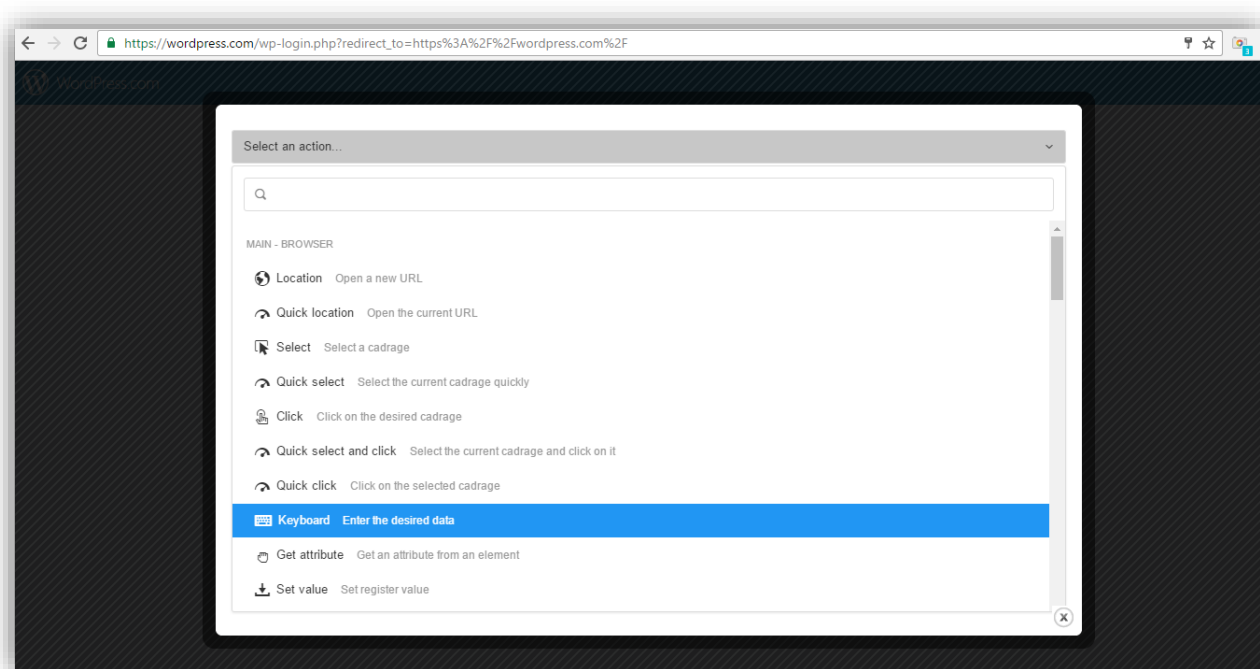 https://wordpress.com/wp-login.php?redirect_to=https%3A%2F%2Fwordpress.com%2F
3
WordPress.com
Select an action...
MAIN - BROWSER
Location Open a new URL
Quick location Open the current URL
Select Select a cadrage
Quick select Select the current cadrage quickly
Click Click on the desired cadrage
Quick select and click Select the current cadrage and click on it
Quick click Click on the selected cadrage
Keyboard Enter the desired data
Get attribute Get an attribute from an element
Set value Set register value
x